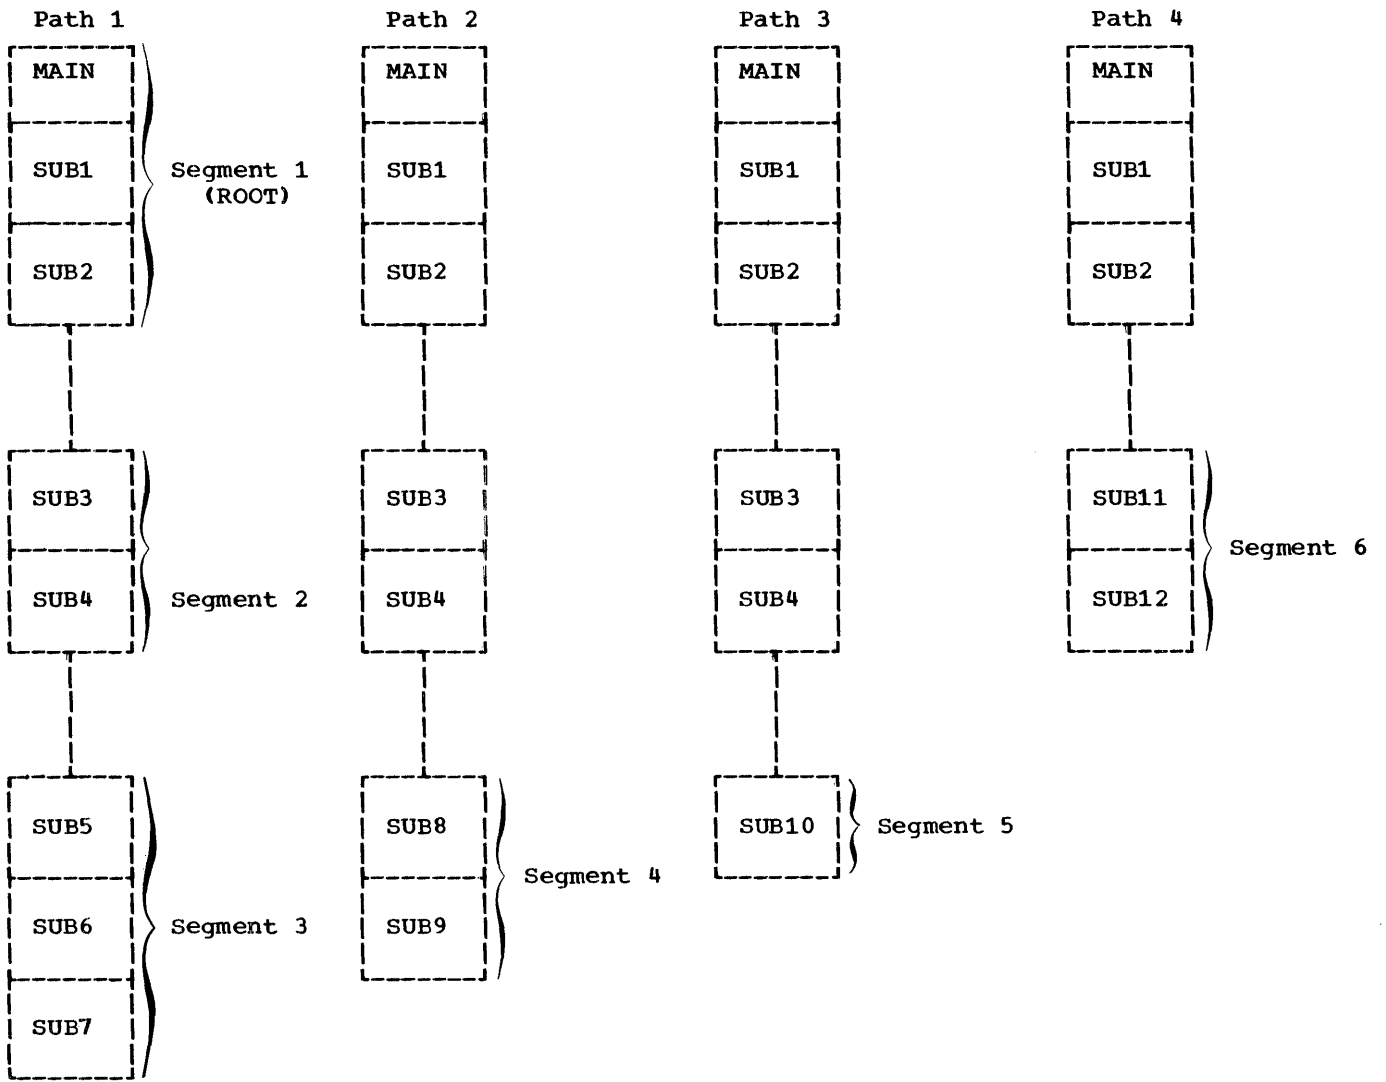 Path 1 Path 2 Path 3 Path 4
MAIN MAIN MAIN MAIN
SUB1 Segment 1 SUB1 SUB1 SUB1
(ROOT)
SUB2 SUB2 SUB2 SUB2
SUB3 SUB3 SUB3 SUB11
Segment 6
SUB4 Segment 2 SUB4 SUB4 SUB12
SUB5 SUB8 SUB10 Segment 5
Segment 4
SUB6 Segment 3 SUB9
SUB7